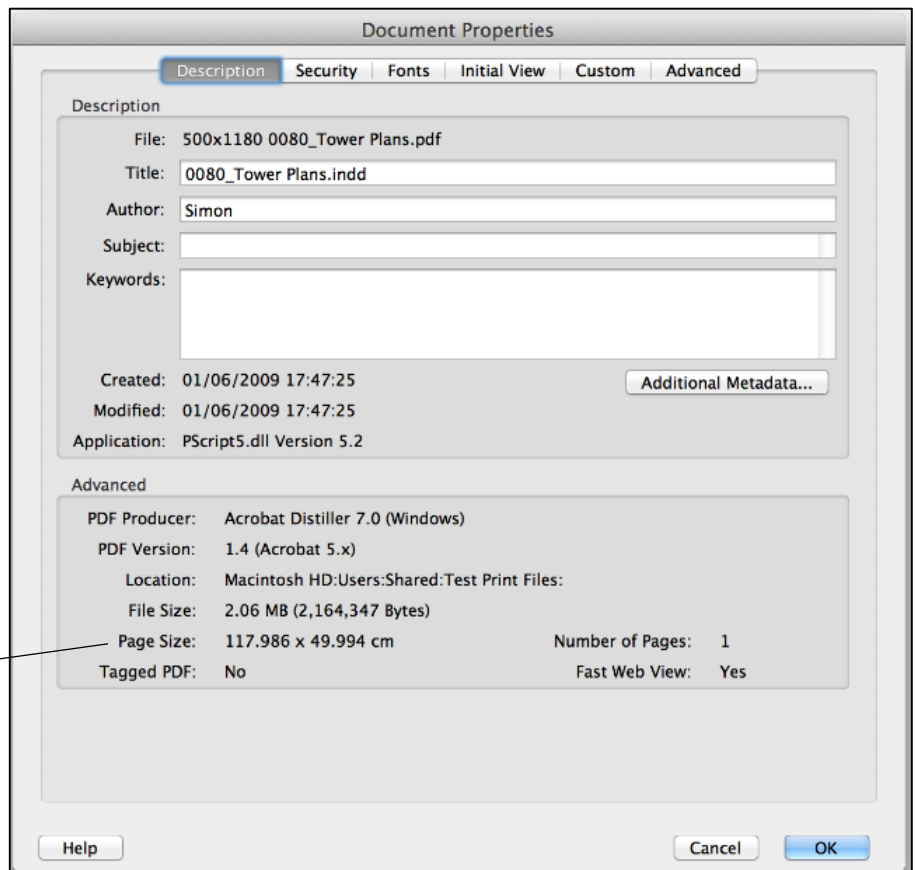 Document Properties
Description Security Fonts Initial View Custom Advanced
Description
File: 500x1180 0080_Tower Plans.pdf
Title: 0080_Tower Plans.indd
Author: Simon
Subject:
Keywords:
Created: 01/06/2009 17:47:25
Additional Metadata...
Modified: 01/06/2009 17:47:25
Application: PScript5.dll Version 5.2
Advanced
PDF Producer: Acrobat Distiller 7.0 (Windows)
PDF Version: 1.4 (Acrobat 5.x)
Location: Macintosh HD:Users:Shared:Test Print Files:
File Size: 2.06 MB (2,164,347 Bytes)
Page Size: 117.986 x 49.994 cm Number of Pages: 1
Tagged PDF: No Fast Web View: Yes
Help Cancel OK